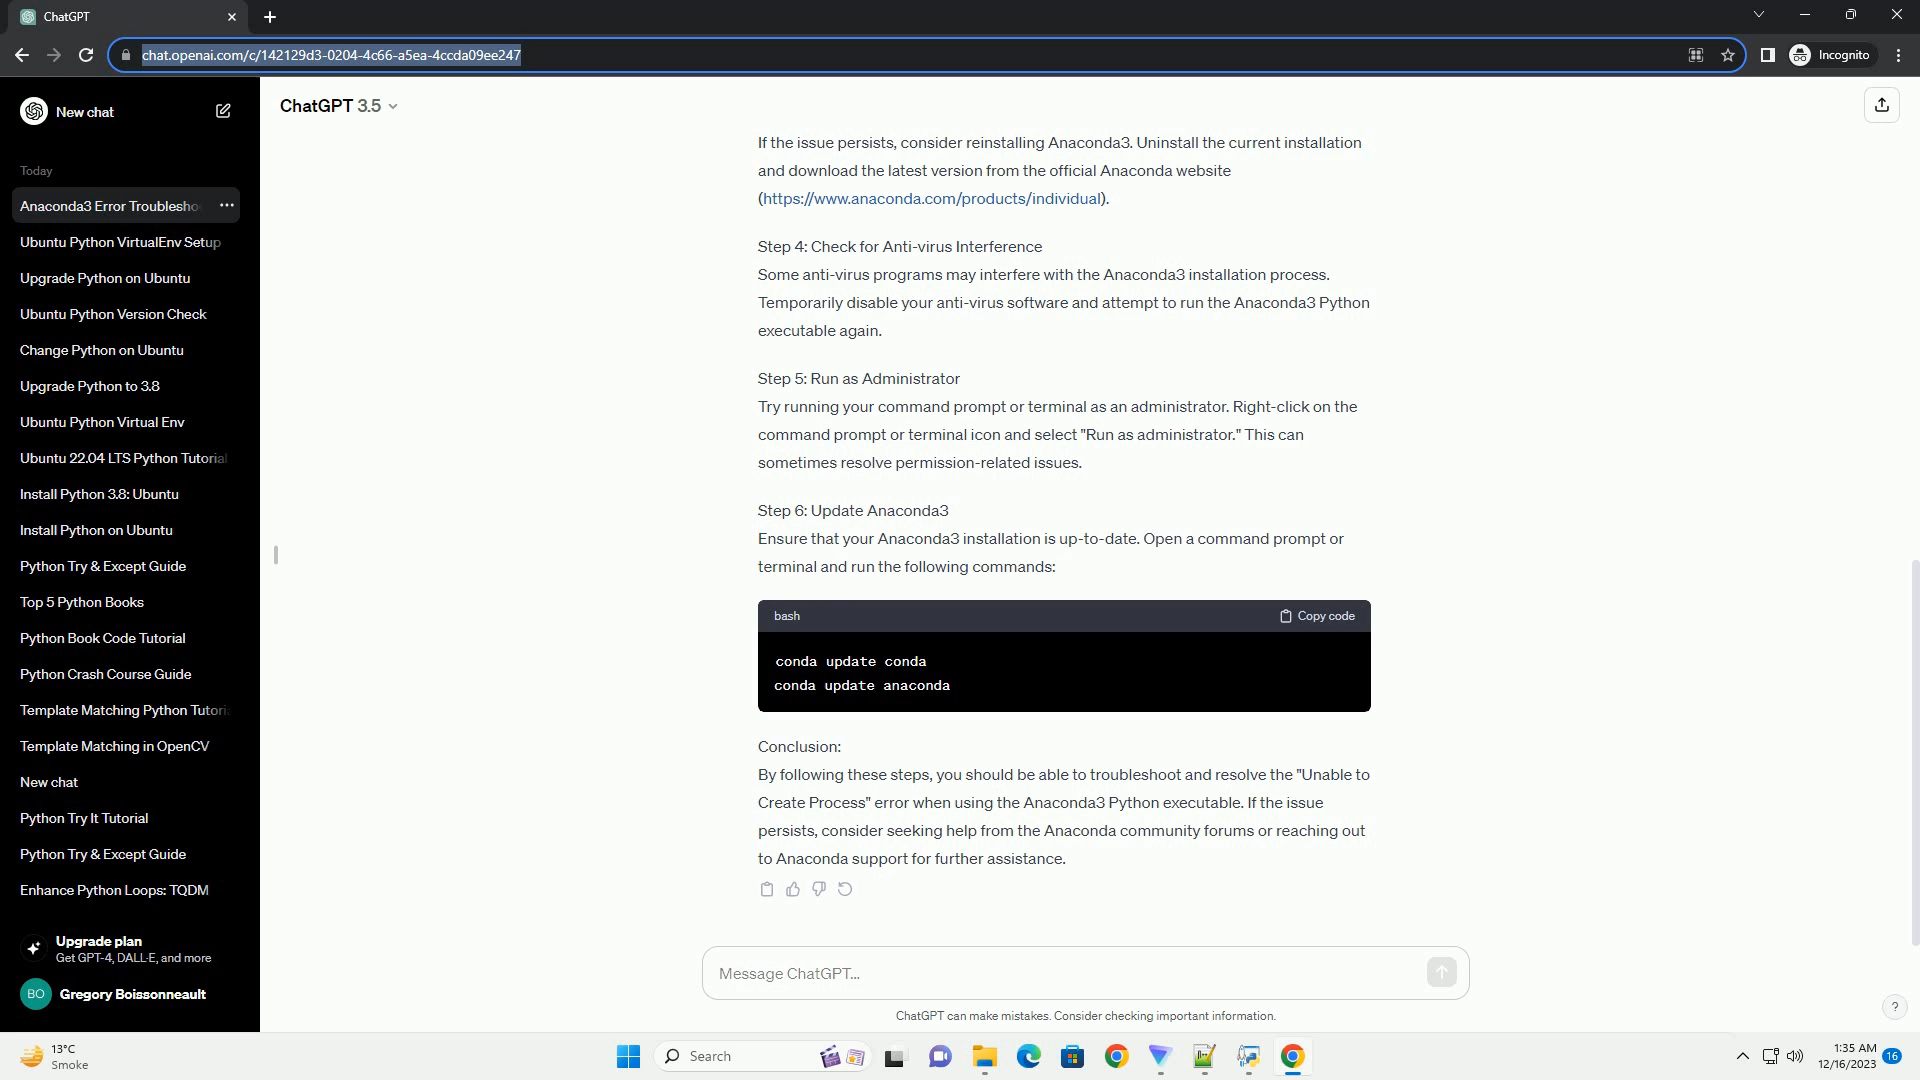 ChatGPT
chat.openai.com/c/142129d3-0204-4c66-a5ea-4ccda09ee247
Incognito
New chat
Today
Anaconda3 Error Troublesho
Ubuntu Python VirtualEnv Setup
Upgrade Python on Ubuntu
Ubuntu Python Version Check
Change Python on Ubuntu
Upgrade Python to 3.8
Ubuntu Python Virtual Env
Ubuntu 22.04 LTS Python Tutorial
Install Python 3.8: Ubuntu
Install Python on Ubuntu
Python Try & Except Guide
Top 5 Python Books
Python Book Code Tutorial
Python Crash Course Guide
Template Matching Python Tutoria
Template Matching in OpenCV
New chat
Python Try It Tutorial
Python Try & Except Guide
Enhance Python Loops: TQDM
Upgrade plan
Get GPT-4, DALL·E, and more
BO
Gregory Boissonneault
ChatGPT 3.5
If the issue persists, consider reinstalling Anaconda3. Uninstall the current installation
and download the latest version from the official Anaconda website
(https://www.anaconda.com/products/individual).
Step 4: Check for Anti-virus Interference
Some anti-virus programs may interfere with the Anaconda3 installation process.
Temporarily disable your anti-virus software and attempt to run the Anaconda3 Python
executable again.
Step 5: Run as Administrator
Try running your command prompt or terminal as an administrator. Right-click on the
command prompt or terminal icon and select "Run as administrator." This can
sometimes resolve permission-related issues.
Step 6: Update Anaconda3
Ensure that your Anaconda3 installation is up-to-date. Open a command prompt or
terminal and run the following commands:
bash
Copy code
conda update conda
conda update anaconda
Conclusion:
By following these steps, you should be able to troubleshoot and resolve the "Unable to
Create Process" error when using the Anaconda3 Python executable. If the issue
persists, consider seeking help from the Anaconda community forums or reaching out
to Anaconda support for further assistance.
Message ChatGPT...
ChatGPT can make mistakes. Consider checking important information.
?
13°C
Smoke
Search
1:35 AM
12/16/2023
16